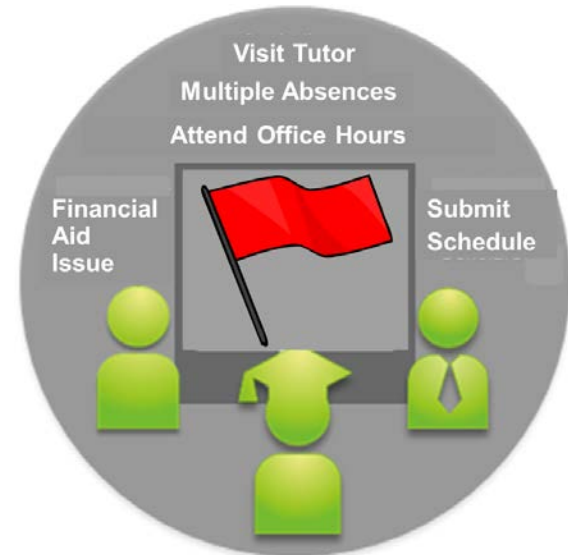 Visit Tutor
Multiple Absences
Attend Office Hours
Financial
Aid
Issue
Submit
Schedule